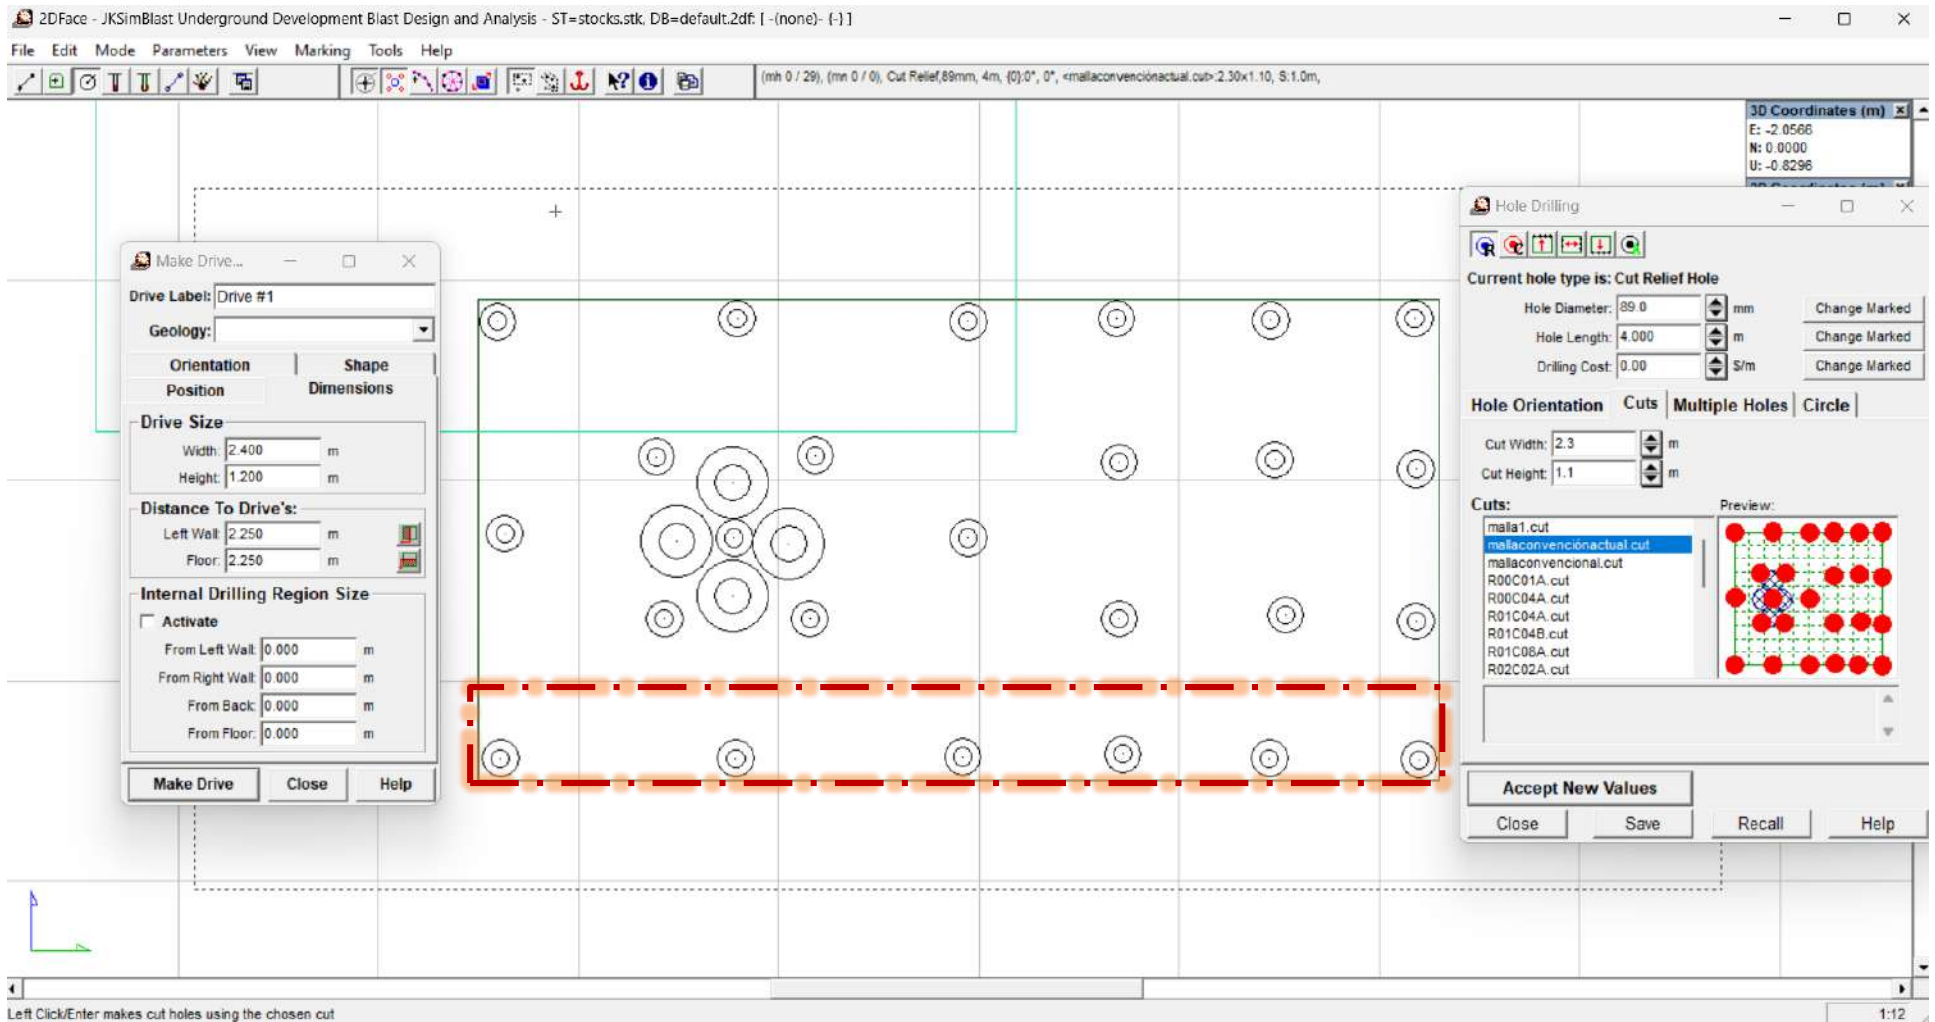 2DFace - JKSimBlast Underground Development Blast Design and Analysis - ST=stocks.stk, DB=default.2df: [ -(none)- {-} ]
File Edit Mode Parameters View Marking Tools Help
(mh 0 / 29), (mn 0 / 0), Cut Relief,89mm, 4m, {0}:0°, 0°, <mallaconvenciónactual.cut>:2.30x1.10, S:1.0m,
3D Coordinates (m)
E: -2.0566
N: 0.0000
U: -0.8296
Make Drive...
Drive Label: Drive #1
Geology:
Orientation Shape
Position Dimensions
Drive Size
Width: 2.400 m
Height: 1.200 m
Distance To Drive's:
Left Wall: 2.250 m
Floor: 2.250 m
Internal Drilling Region Size
Activate
From Left Wall: 0.000 m
From Right Wall: 0.000 m
From Back: 0.000 m
From Floor: 0.000 m
Make Drive Close Help
Hole Drilling
Current hole type is: Cut Relief Hole
Hole Diameter: 89.0 mm Change Marked
Hole Length: 4.000 m Change Marked
Drilling Cost: 0.00 $/m Change Marked
Hole Orientation Cuts Multiple Holes Circle
Cut Width: 2.3 m
Cut Height: 1.1 m
Cuts: Preview:
malla1.cut
mallaconvenciónactual.cut
mallaconvencional.cut
R00C01A.cut
R00C04A.cut
R01C04A.cut
R01C04B.cut
R01C08A.cut
R02C02A.cut
Accept New Values
Close Save Recall Help
Left Click/Enter makes cut holes using the chosen cut
1:12